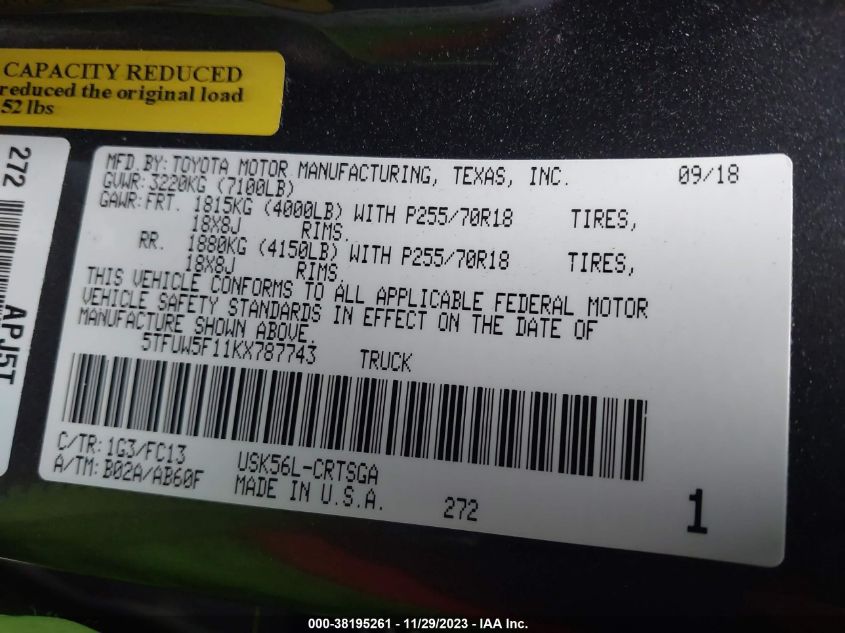 CAPACITY REDUCED
reduced the original load
52 lbs
272
APJ5T
MFD.BY: TOYOTA MOTOR MANUFACTURING, TEXAS, INC. 09/18
GVWR: 3220KG (7100LB)
GAWR: FRT. 1815KG (4000LB) WITH P255/70R18 TIRES,
18X8J RIMS.
RR. 1880KG (4150LB) WITH P255/70R18 TIRES,
18X8J RIMS.
THIS VEHICLE CONFORMS TO ALL APPLICABLE FEDERAL MOTOR
VEHICLE SAFETY STANDARDS IN EFFECT ON THE DATE OF
MANUFACTURE SHOWN ABOVE.
5TFUW5F11KX787743 TRUCK
C/TR: 1G3/FC13
A/TM: B02A/AB60F
USK56L-CRTSGA
MADE IN U.S.A.
272
1
000-38195261 - 11/29/2023 - IAA Inc.